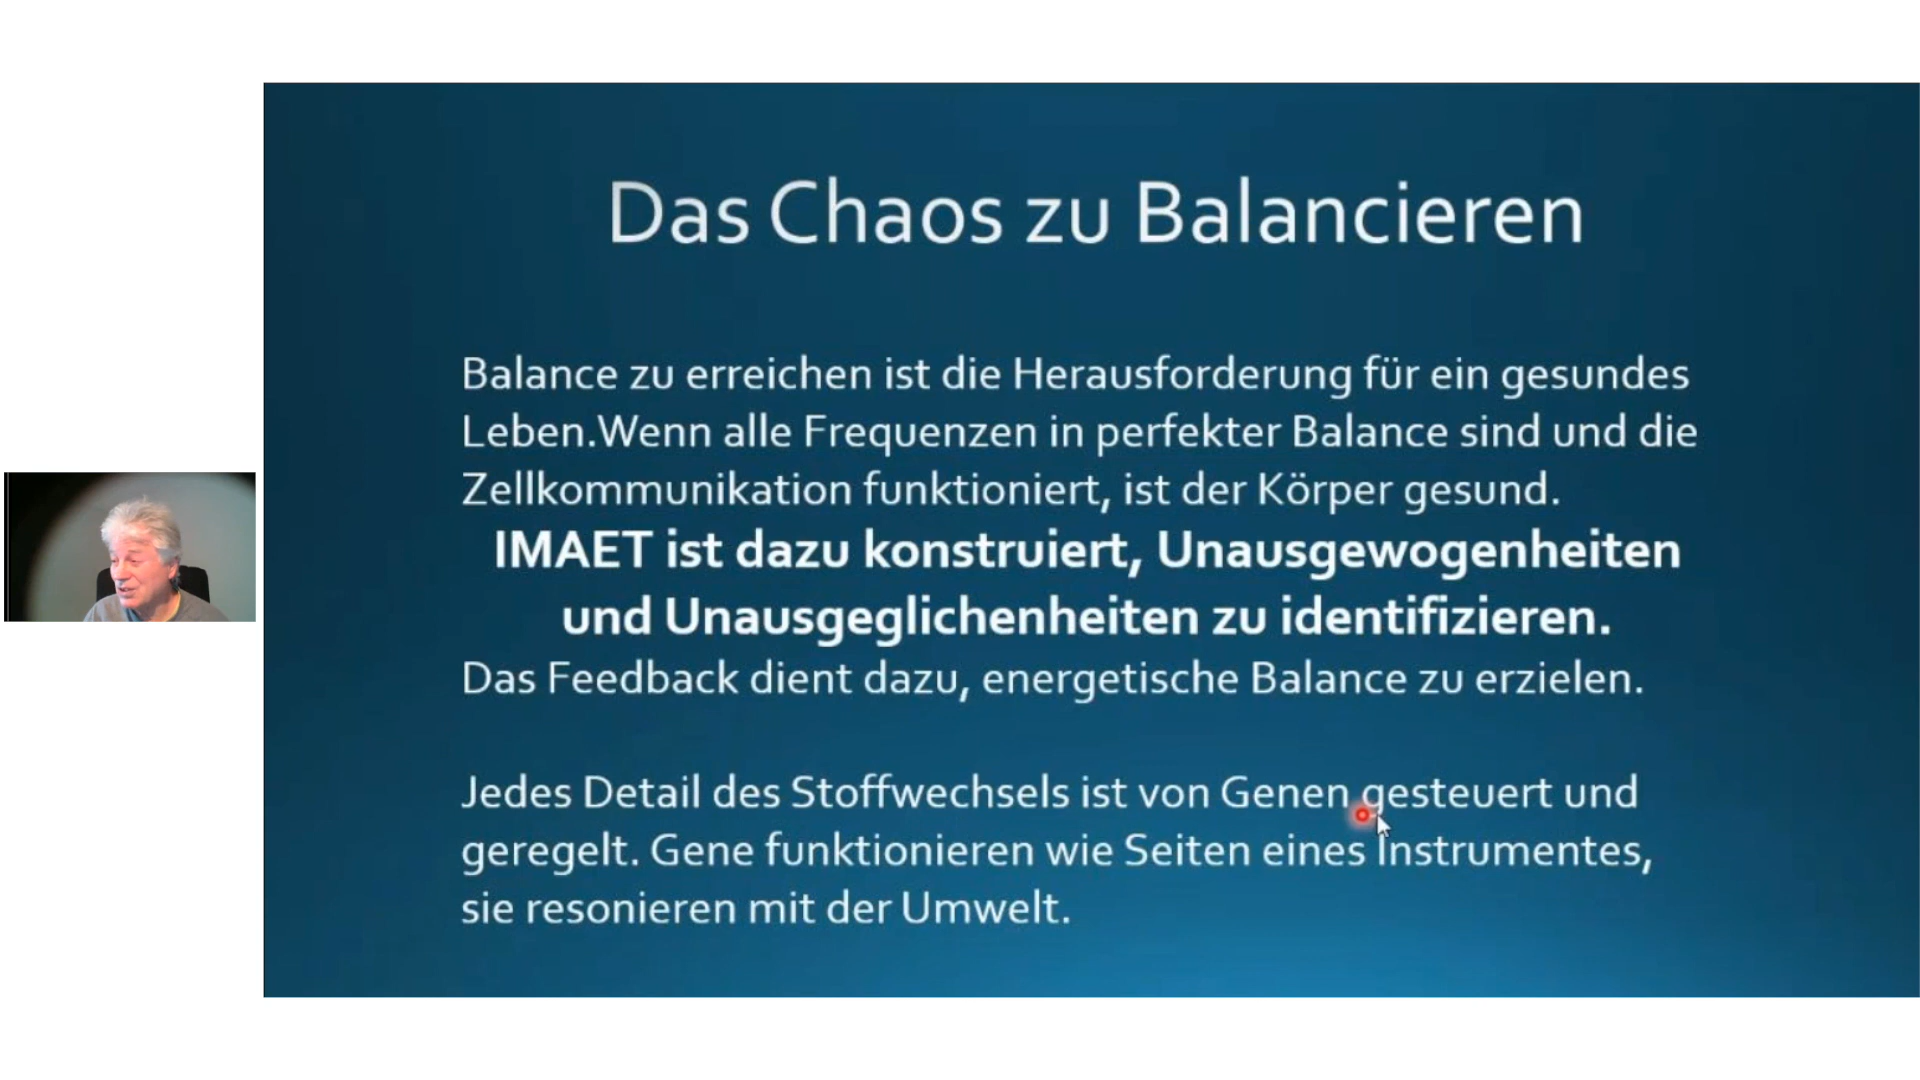 Das Chaos zu Balancieren
Balance zu erreichen ist die Herausforderung für ein gesundes
Leben.Wenn alle Frequenzen in perfekter Balance sind und die
Zellkommunikation funktioniert, ist der Körper gesund.
IMAET ist dazu konstruiert, Unausgewogenheiten
und Unausgeglichenheiten zu identifizieren.
Das Feedback dient dazu, energetische Balance zu erzielen.
Jedes Detail des Stoffwechsels ist von Genen gesteuert und
geregelt. Gene funktionieren wie Seiten eines Instrumentes,
sie resonieren mit der Umwelt.